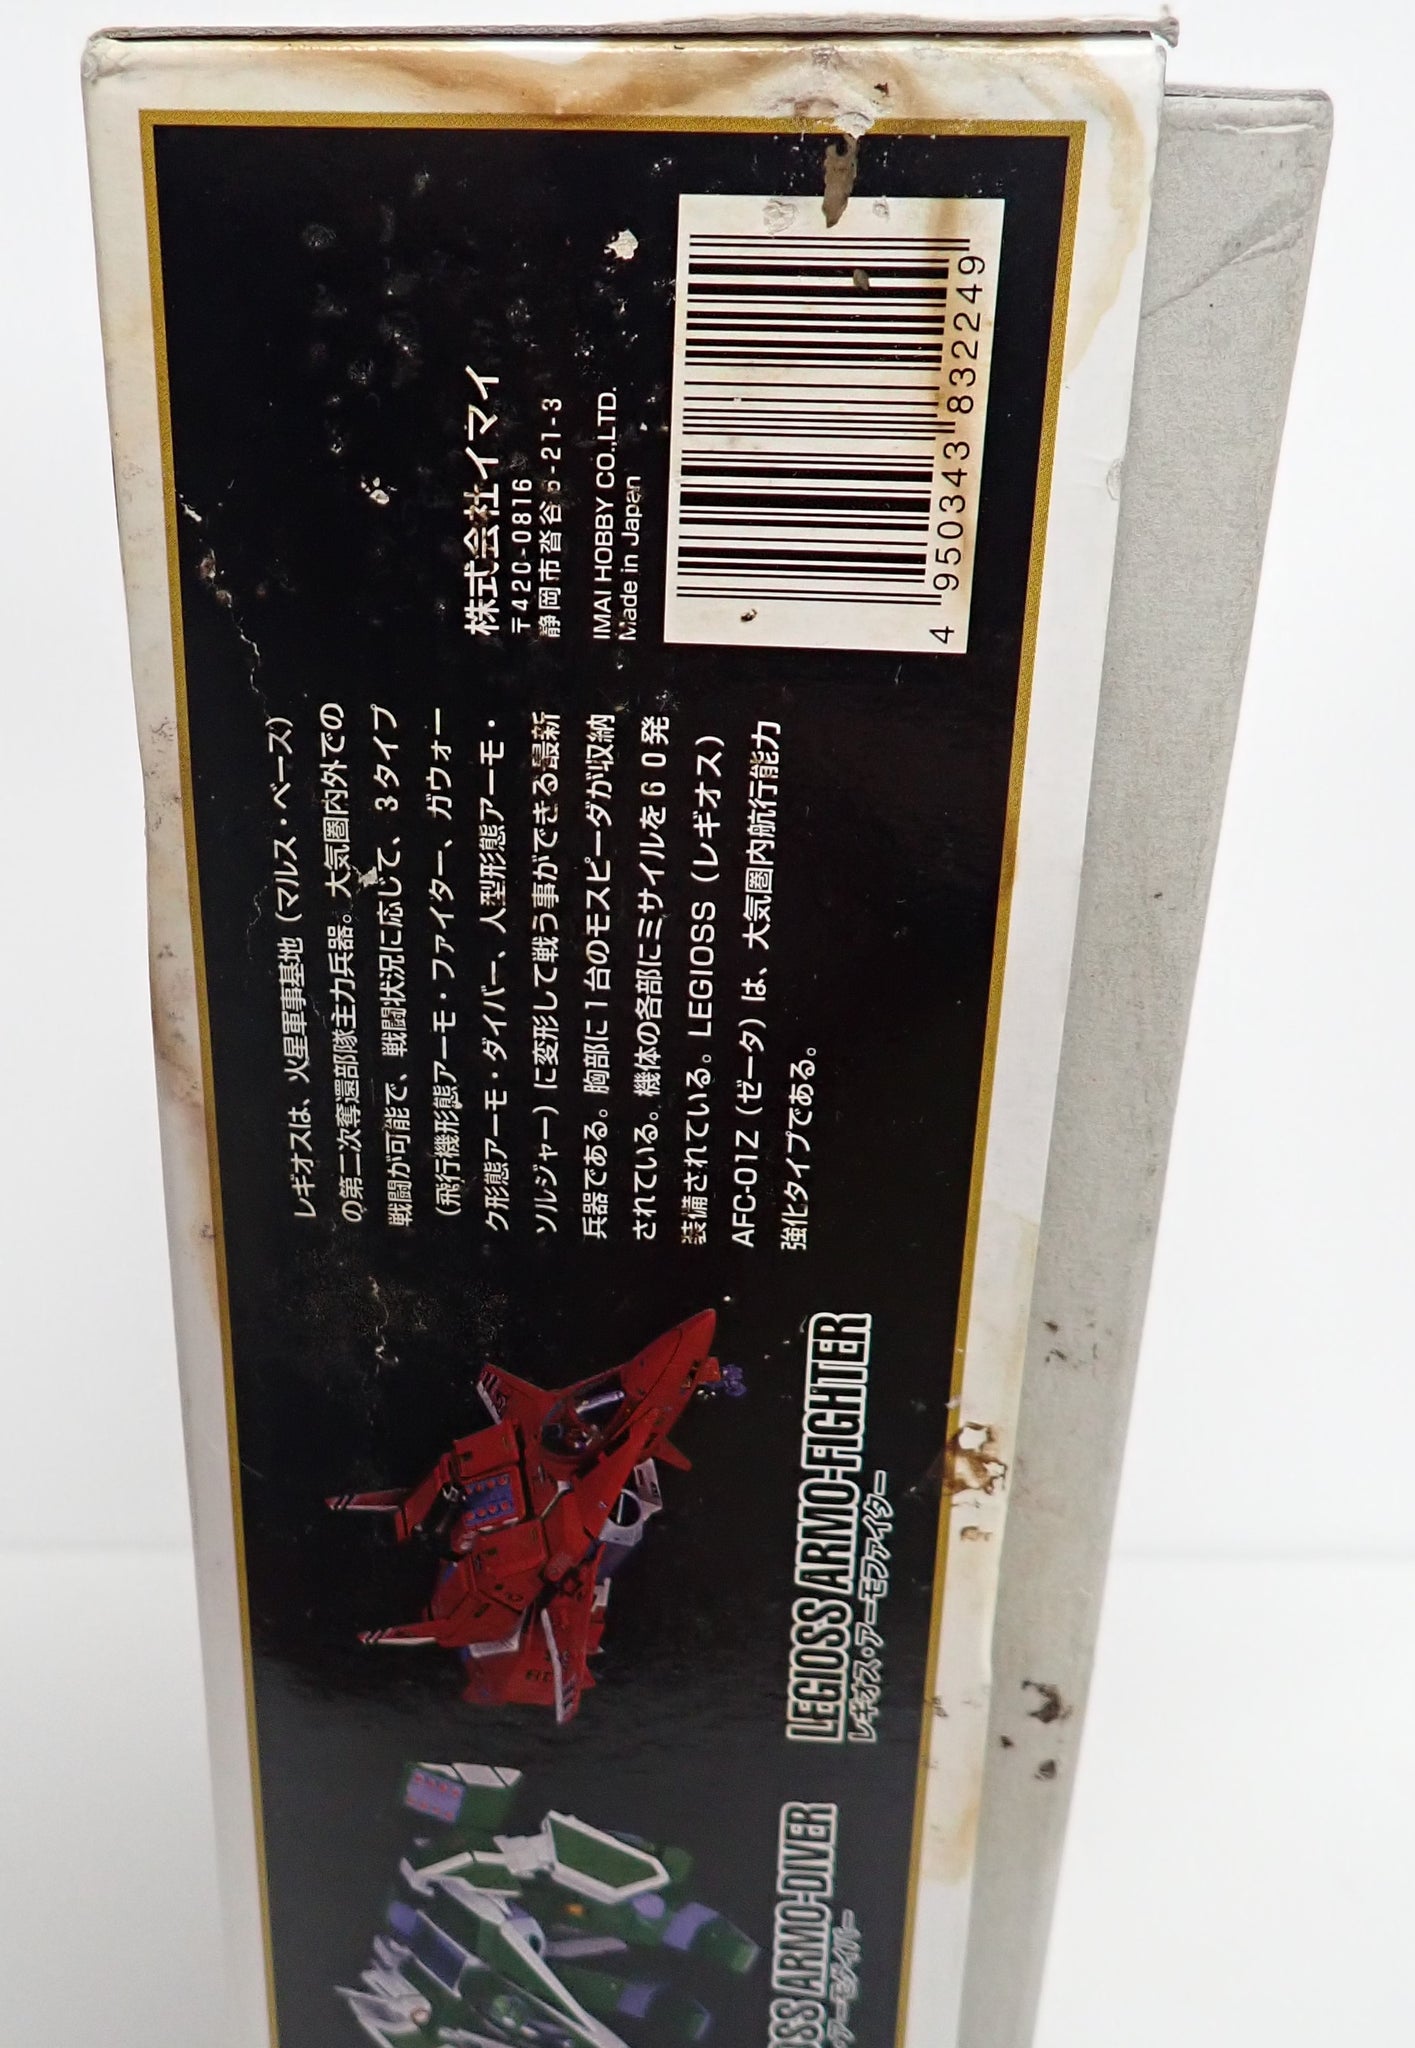 レギオスは、火星軍事基地（マルス・ベース）
の第二次奪還部隊主力兵器。大気圏内外での
戦闘が可能で、戦闘状況に応じて、3タイプ
（飛行機形態アーモ・ファイター、ガウォー
ク形態アーモ・ダイバー、人型形態アーモ・
ソルジャー）に変形して戦う事ができる最新
兵器である。胸部に1台のモスピーダが収納
されている。機体の各部にミサイルを60発
装備されている。LEGIOSS（レギオス）
AFC-01Z（ゼータ）は、大気圏内航行能力
強化タイプである。
株式会社イマイ
〒420-0816
静岡市沓谷6-21-3
IMAI HOBBY CO.,LTD.
Made in Japan
4 950343 832249
LEGIOSS ARMO-FIGHTER
レギオス・アーモファイター
OSS ARMO-DIVER
・アーモダイバー